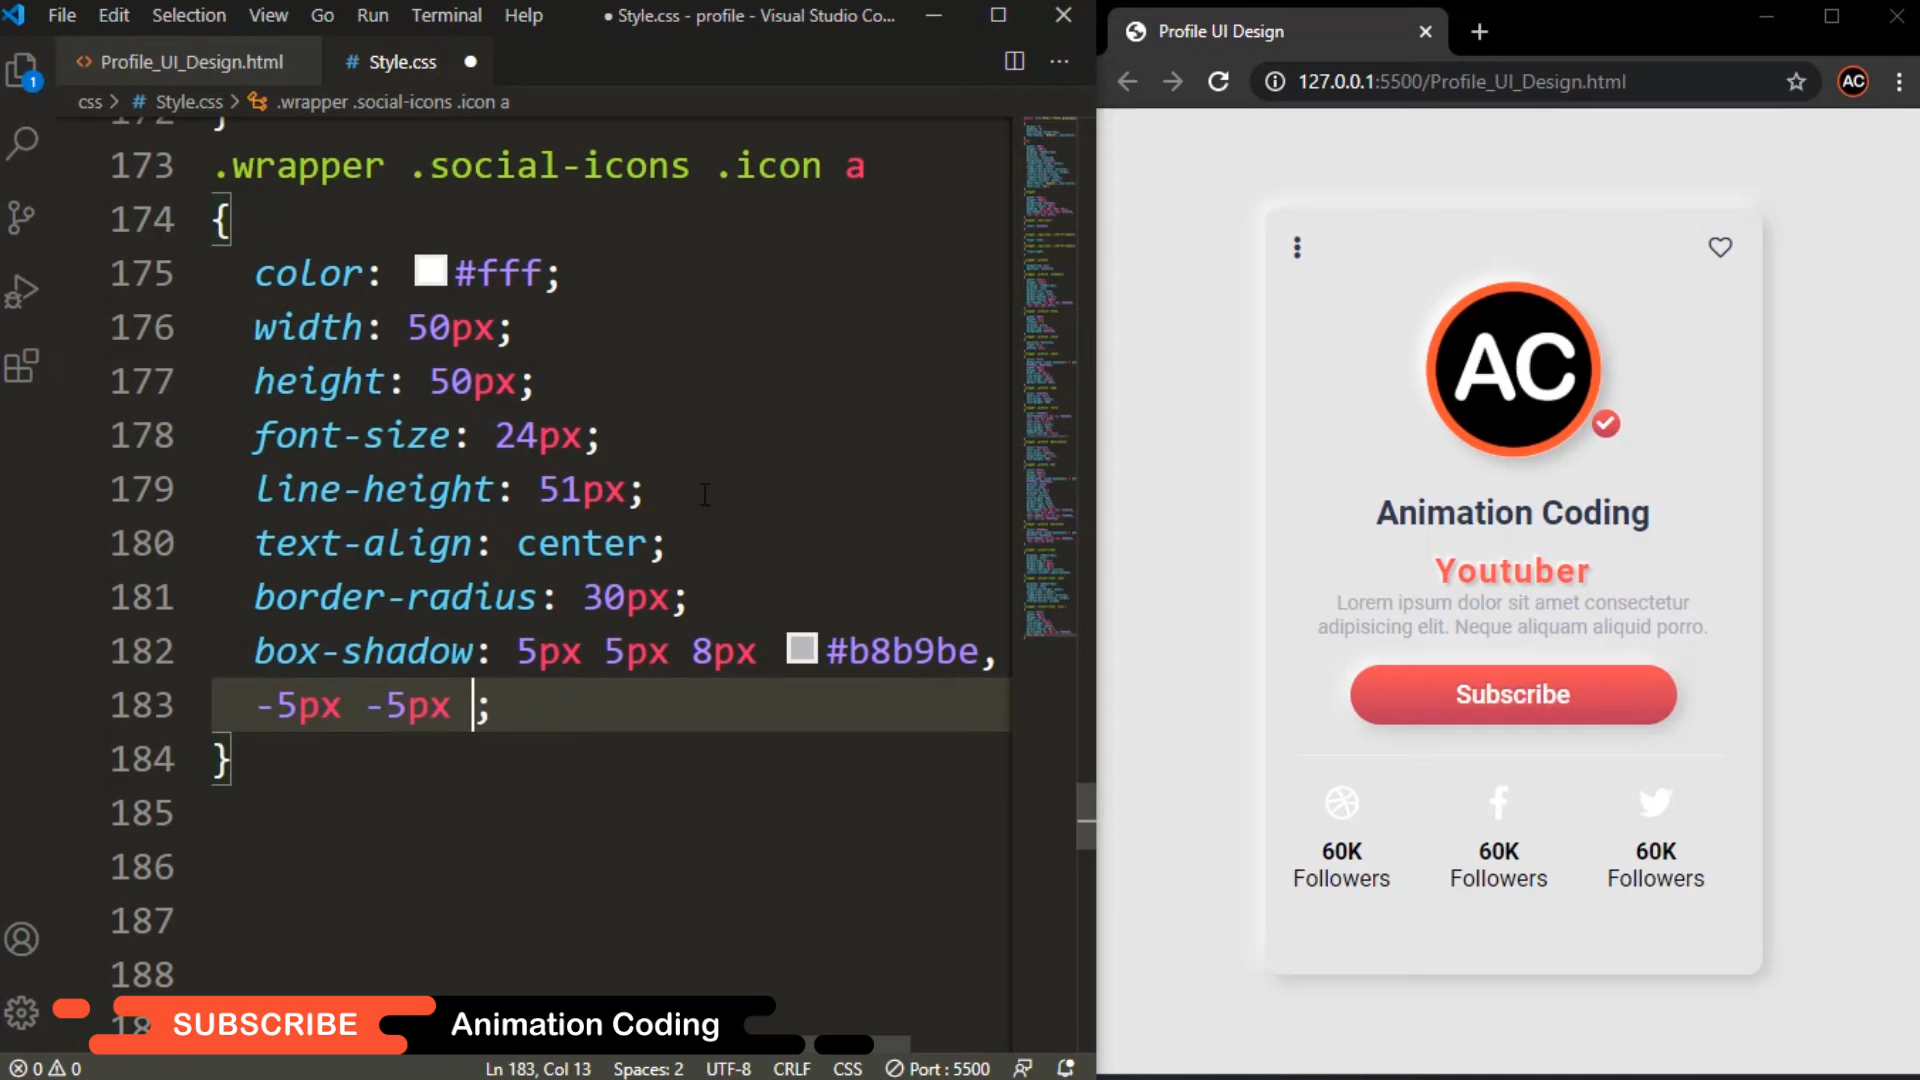 File Edit Selection View Go Run Terminal Help ● Style.css - profile - Visual Studio Co...
Profile_UI_Design.html # Style.css
css > # Style.css > .wrapper .social-icons .icon a
172 }
173 .wrapper .social-icons .icon a
174 {
175 color: #fff;
176 width: 50px;
177 height: 50px;
178 font-size: 24px;
179 line-height: 51px;
180 text-align: center;
181 border-radius: 30px;
182 box-shadow: 5px 5px 8px #b8b9be,
183 -5px -5px ;
184 }
185
186
187
188
1
SUBSCRIBE Animation Coding
0 0 Ln 183, Col 13 Spaces: 2 UTF-8 CRLF CSS Port : 5500
Profile UI Design
127.0.0.1:5500/Profile_UI_Design.html AC
AC
Animation Coding
Youtuber
Lorem ipsum dolor sit amet consectetur
adipisicing elit. Neque aliquam aliquid porro.
Subscribe
60K 60K 60K
Followers Followers Followers